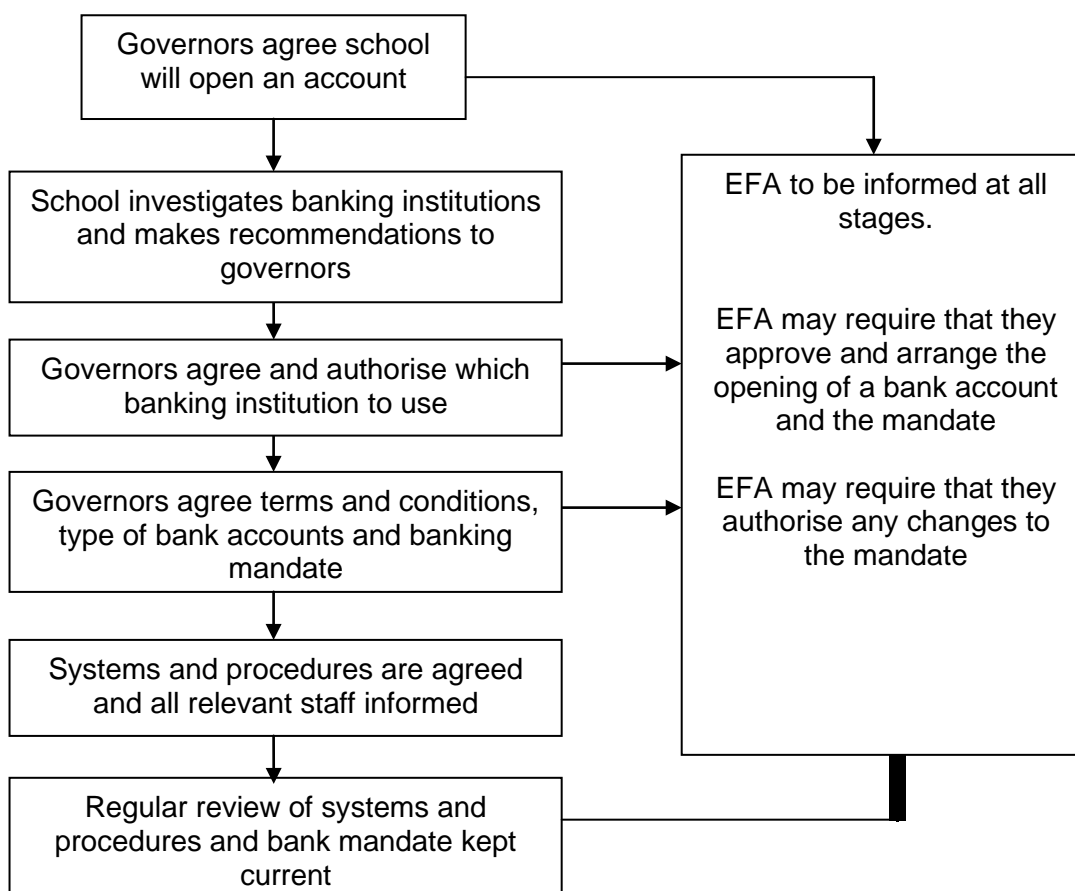 Governors agree school
will open an account
School investigates banking institutions
and makes recommendations to
governors
Governors agree and authorise which
banking institution to use
Governors agree terms and conditions,
type of bank accounts and banking
mandate
Systems and procedures are agreed
and all relevant staff informed
Regular review of systems and
procedures and bank mandate kept
current
EFA to be informed at all
stages.
EFA may require that they
approve and arrange the
opening of a bank account
and the mandate
EFA may require that they
authorise any changes to
the mandate